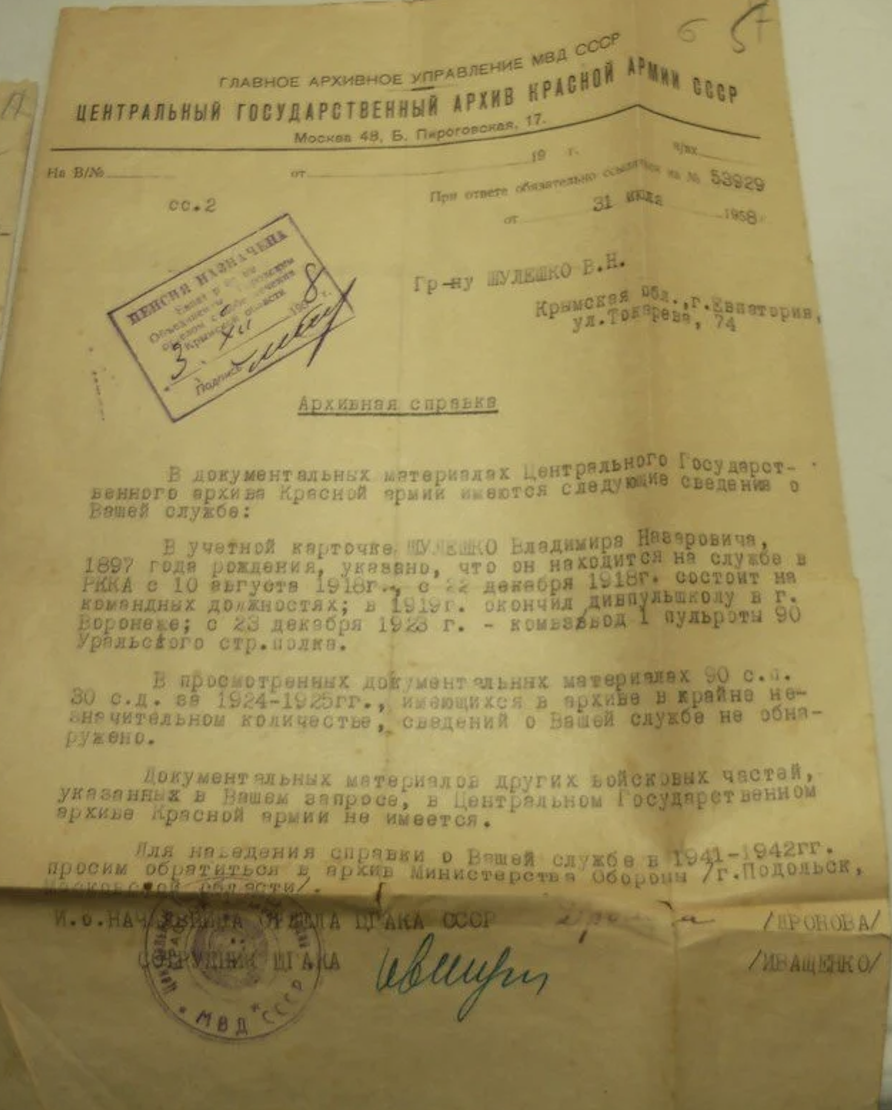 6 57
ГЛАВНОЕ АРХИВНОЕ УПРАВЛЕНИЕ МВД СССР
ЦЕНТРАЛЬНЫЙ ГОСУДАРСТВЕННЫЙ АРХИВ КРАСНОЙ АРМИИ СССР
Москва 48, Б. Пироговская, 17.
На В/№ от 19 г. н/вх
При ответе обязательно ссылаться на № 53929
сс.2
от 31 июля 1958г.
ПЕНСИЯ НАЗНАЧЕНА
Крымской области
3. XII 1958 г.
Подпись
Гр-ну ШУЛЕШКО В.Н.
Крымская обл.,г.Евпатория,
ул.Токарева, 74
Архивная справка
В документальных материалах Центрального Государст-
венного архива Красной армии имеются следующие сведения о
Вашей службе:
В учетной карточке ШУЛЕШКО Владимира Назаровича,
1897 года рождения, указано, что он находится на службе в
РККА с 10 августа 1918г., с 22 декабря 1918г. состоит на
командных должностях; в 1919г. окончил дивпульшколу в г.
Воронеже; с 23 декабря 1923 г. - комвзвод 1 пульроты 90
Уральского стр.полка.
В просмотренных документальных материалах 90 с.п.
30 с.д. за 1924-1925гг., имеющихся в архиве в крайне не-
значительном количестве, сведений о Вашей службе не обна-
ружено.
Документальных материалов других войсковых частей,
указанных в Вашем запросе, в Центральном Государственном
архиве Красной армии не имеется.
Для наведения справки о Вашей службе в 1941-1942гг.
просим обратиться в архив Министерства Обороны /г.Подольск,
Московской области/.
И.о.НАЧАЛЬНИКА ОТДЕЛА ЦГАКА СССР /ДРОНОВА/
СОТРУДНИК ЦГАКА /ИВАЩЕНКО/
МВД СССР